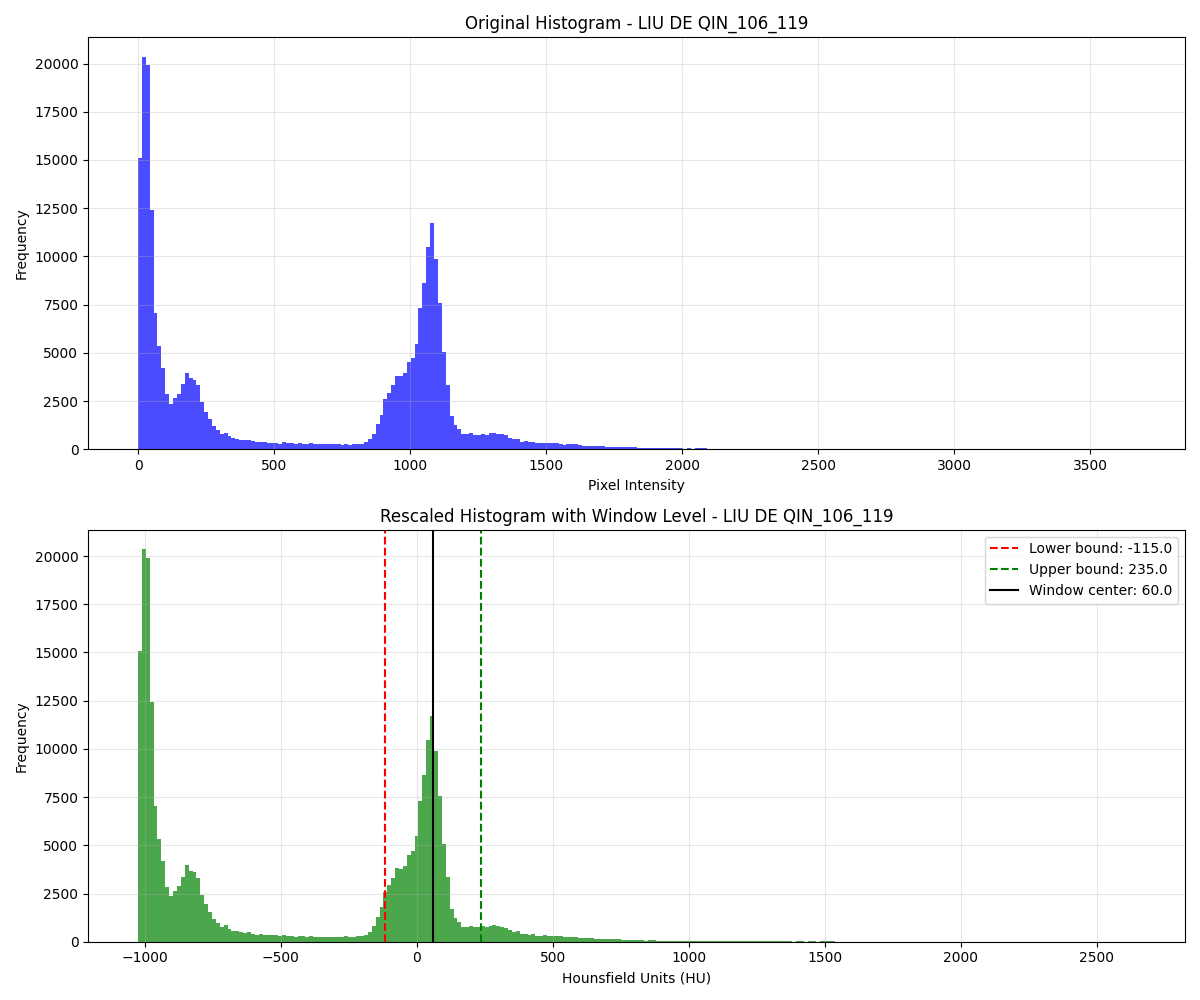 Original Histogram - LIU DE QIN_106_119
Frequency
20000
17500
15000
12500
10000
7500
5000
2500
0
0 500 1000 1500 2000 2500 3000 3500
Pixel Intensity
Rescaled Histogram with Window Level - LIU DE QIN_106_119
Lower bound: -115.0
Upper bound: 235.0
Window center: 60.0
Frequency
20000
17500
15000
12500
10000
7500
5000
2500
0
−1000 −500 0 500 1000 1500 2000 2500
Hounsfield Units (HU)